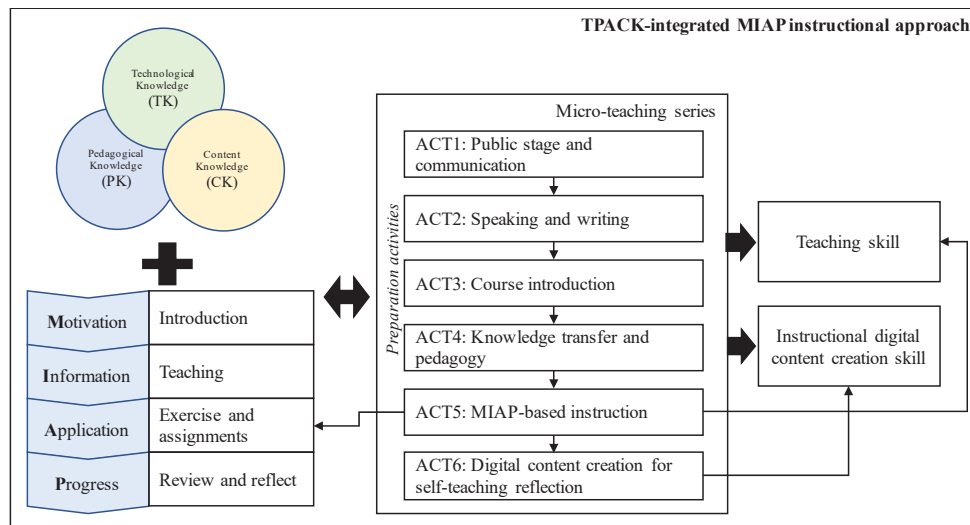 TPACK-integrated MIAP instructional approach
Technological
Knowledge
(TK)
Pedagogical
Knowledge
(PK)
Content
Knowledge
(CK)
Motivation
Introduction
Information
Teaching
Application
Exercise and
assignments
Progress
Review and reflect
Micro-teaching series
Preparation activities
ACT1: Public stage and
communication
ACT2: Speaking and writing
ACT3: Course introduction
ACT4: Knowledge transfer and
pedagogy
ACT5: MIAP-based instruction
ACT6: Digital content creation for
self-teaching reflection
Teaching skill
Instructional digital
content creation skill